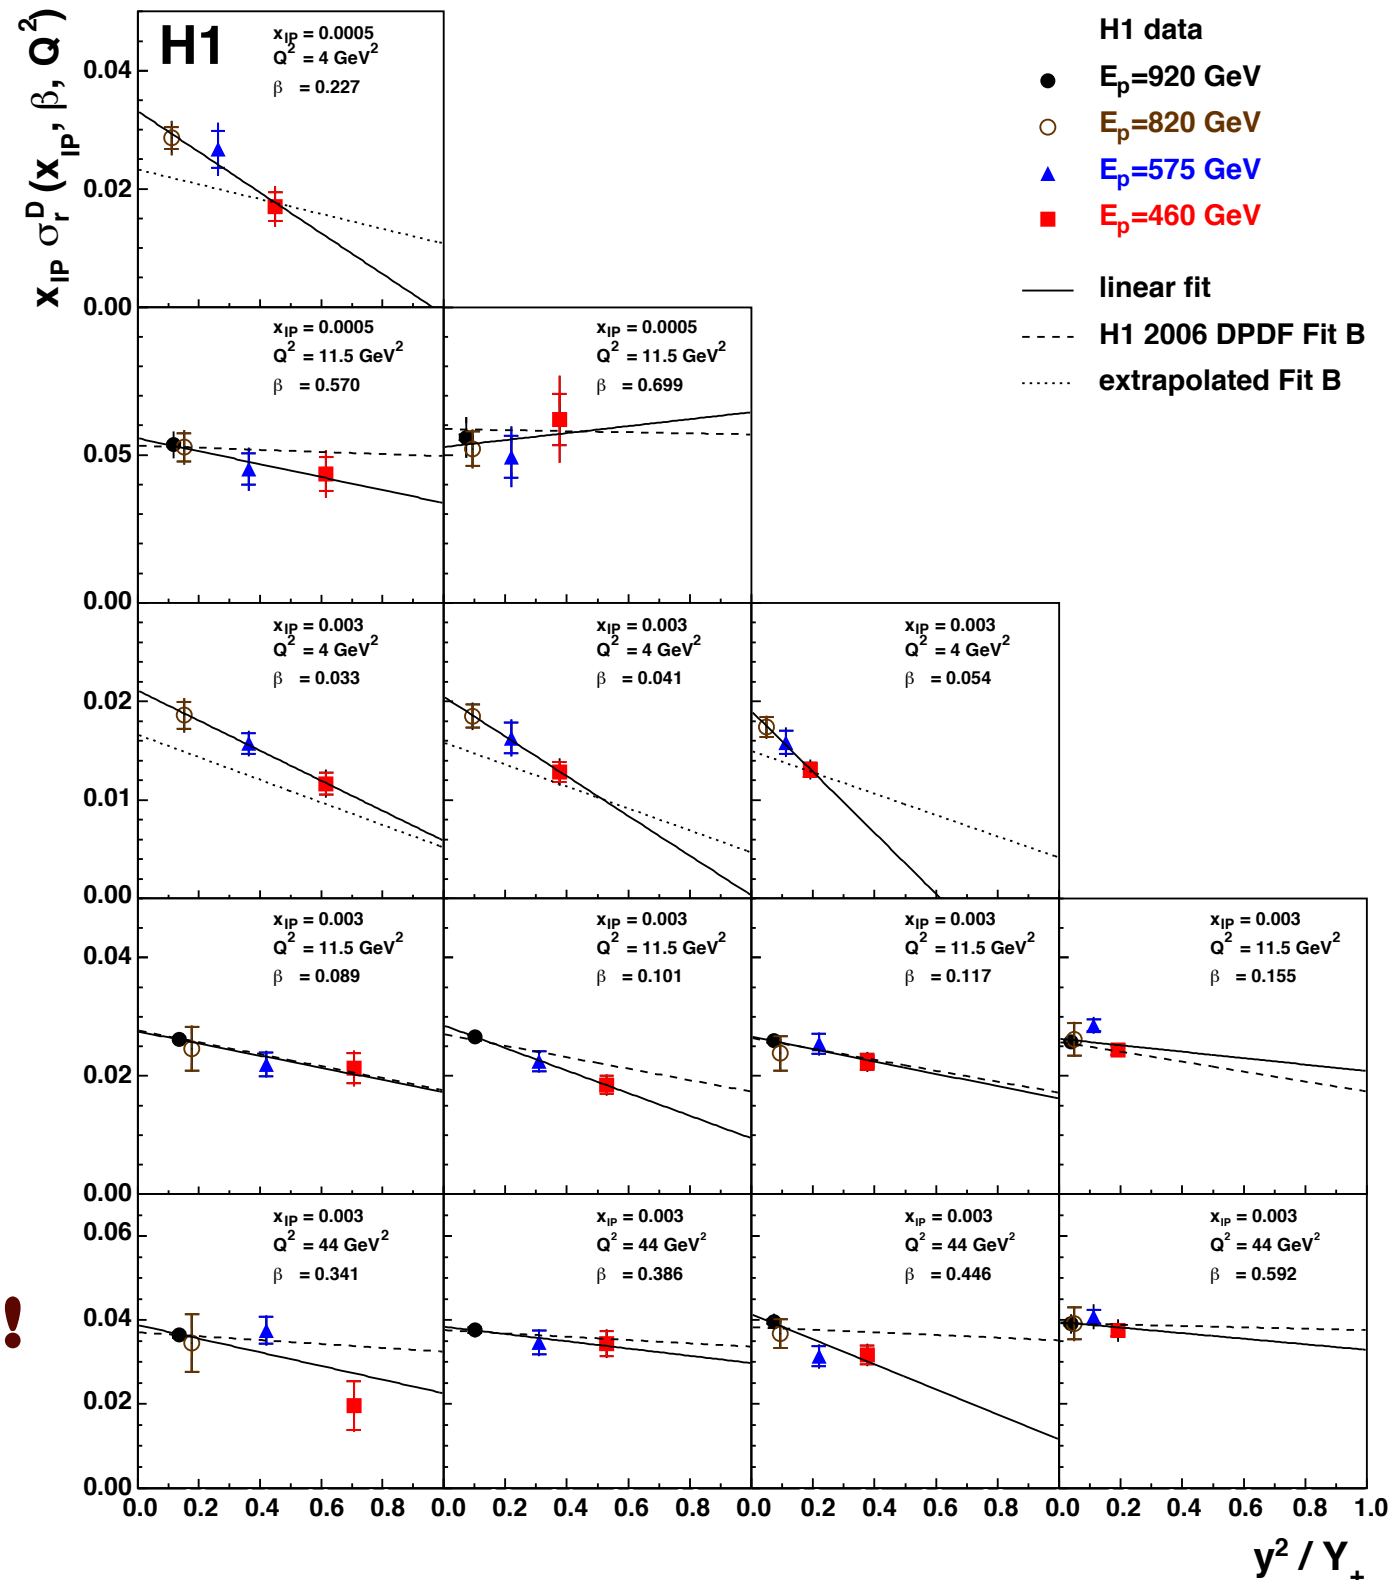 x_IP σ_r^D (x_IP, β, Q²)
H1
x_IP = 0.0005
Q² = 4 GeV²
β = 0.227
H1 data
E_p=920 GeV
E_p=820 GeV
E_p=575 GeV
E_p=460 GeV
linear fit
H1 2006 DPDF Fit B
extrapolated Fit B
0.04
0.02
0.00
x_IP = 0.0005
Q² = 11.5 GeV²
β = 0.570
x_IP = 0.0005
Q² = 11.5 GeV²
β = 0.699
0.05
0.00
x_IP = 0.003
Q² = 4 GeV²
β = 0.033
x_IP = 0.003
Q² = 4 GeV²
β = 0.041
x_IP = 0.003
Q² = 4 GeV²
β = 0.054
0.02
0.01
0.00
x_IP = 0.003
Q² = 11.5 GeV²
β = 0.089
x_IP = 0.003
Q² = 11.5 GeV²
β = 0.101
x_IP = 0.003
Q² = 11.5 GeV²
β = 0.117
x_IP = 0.003
Q² = 11.5 GeV²
β = 0.155
0.04
0.02
0.00
x_IP = 0.003
Q² = 44 GeV²
β = 0.341
x_IP = 0.003
Q² = 44 GeV²
β = 0.386
x_IP = 0.003
Q² = 44 GeV²
β = 0.446
x_IP = 0.003
Q² = 44 GeV²
β = 0.592
0.06
0.04
0.02
0.00
!
0.0 0.2 0.4 0.6 0.8 0.0 0.2 0.4 0.6 0.8 0.0 0.2 0.4 0.6 0.8 0.0 0.2 0.4 0.6 0.8 1.0
y² / Y₊